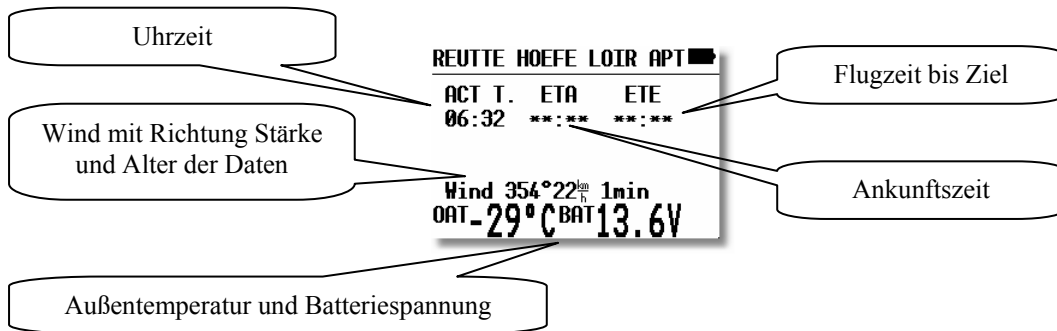 Uhrzeit
REUTTE HOEFE LOIR APT
Flugzeit bis Ziel
ACT T. ETA ETE
06:32 **:** **:**
Wind mit Richtung Stärke
und Alter der Daten
Ankunftszeit
Wind 354°22km/h 1min
OAT-29°C BAT13.6V
Außentemperatur und Batteriespannung